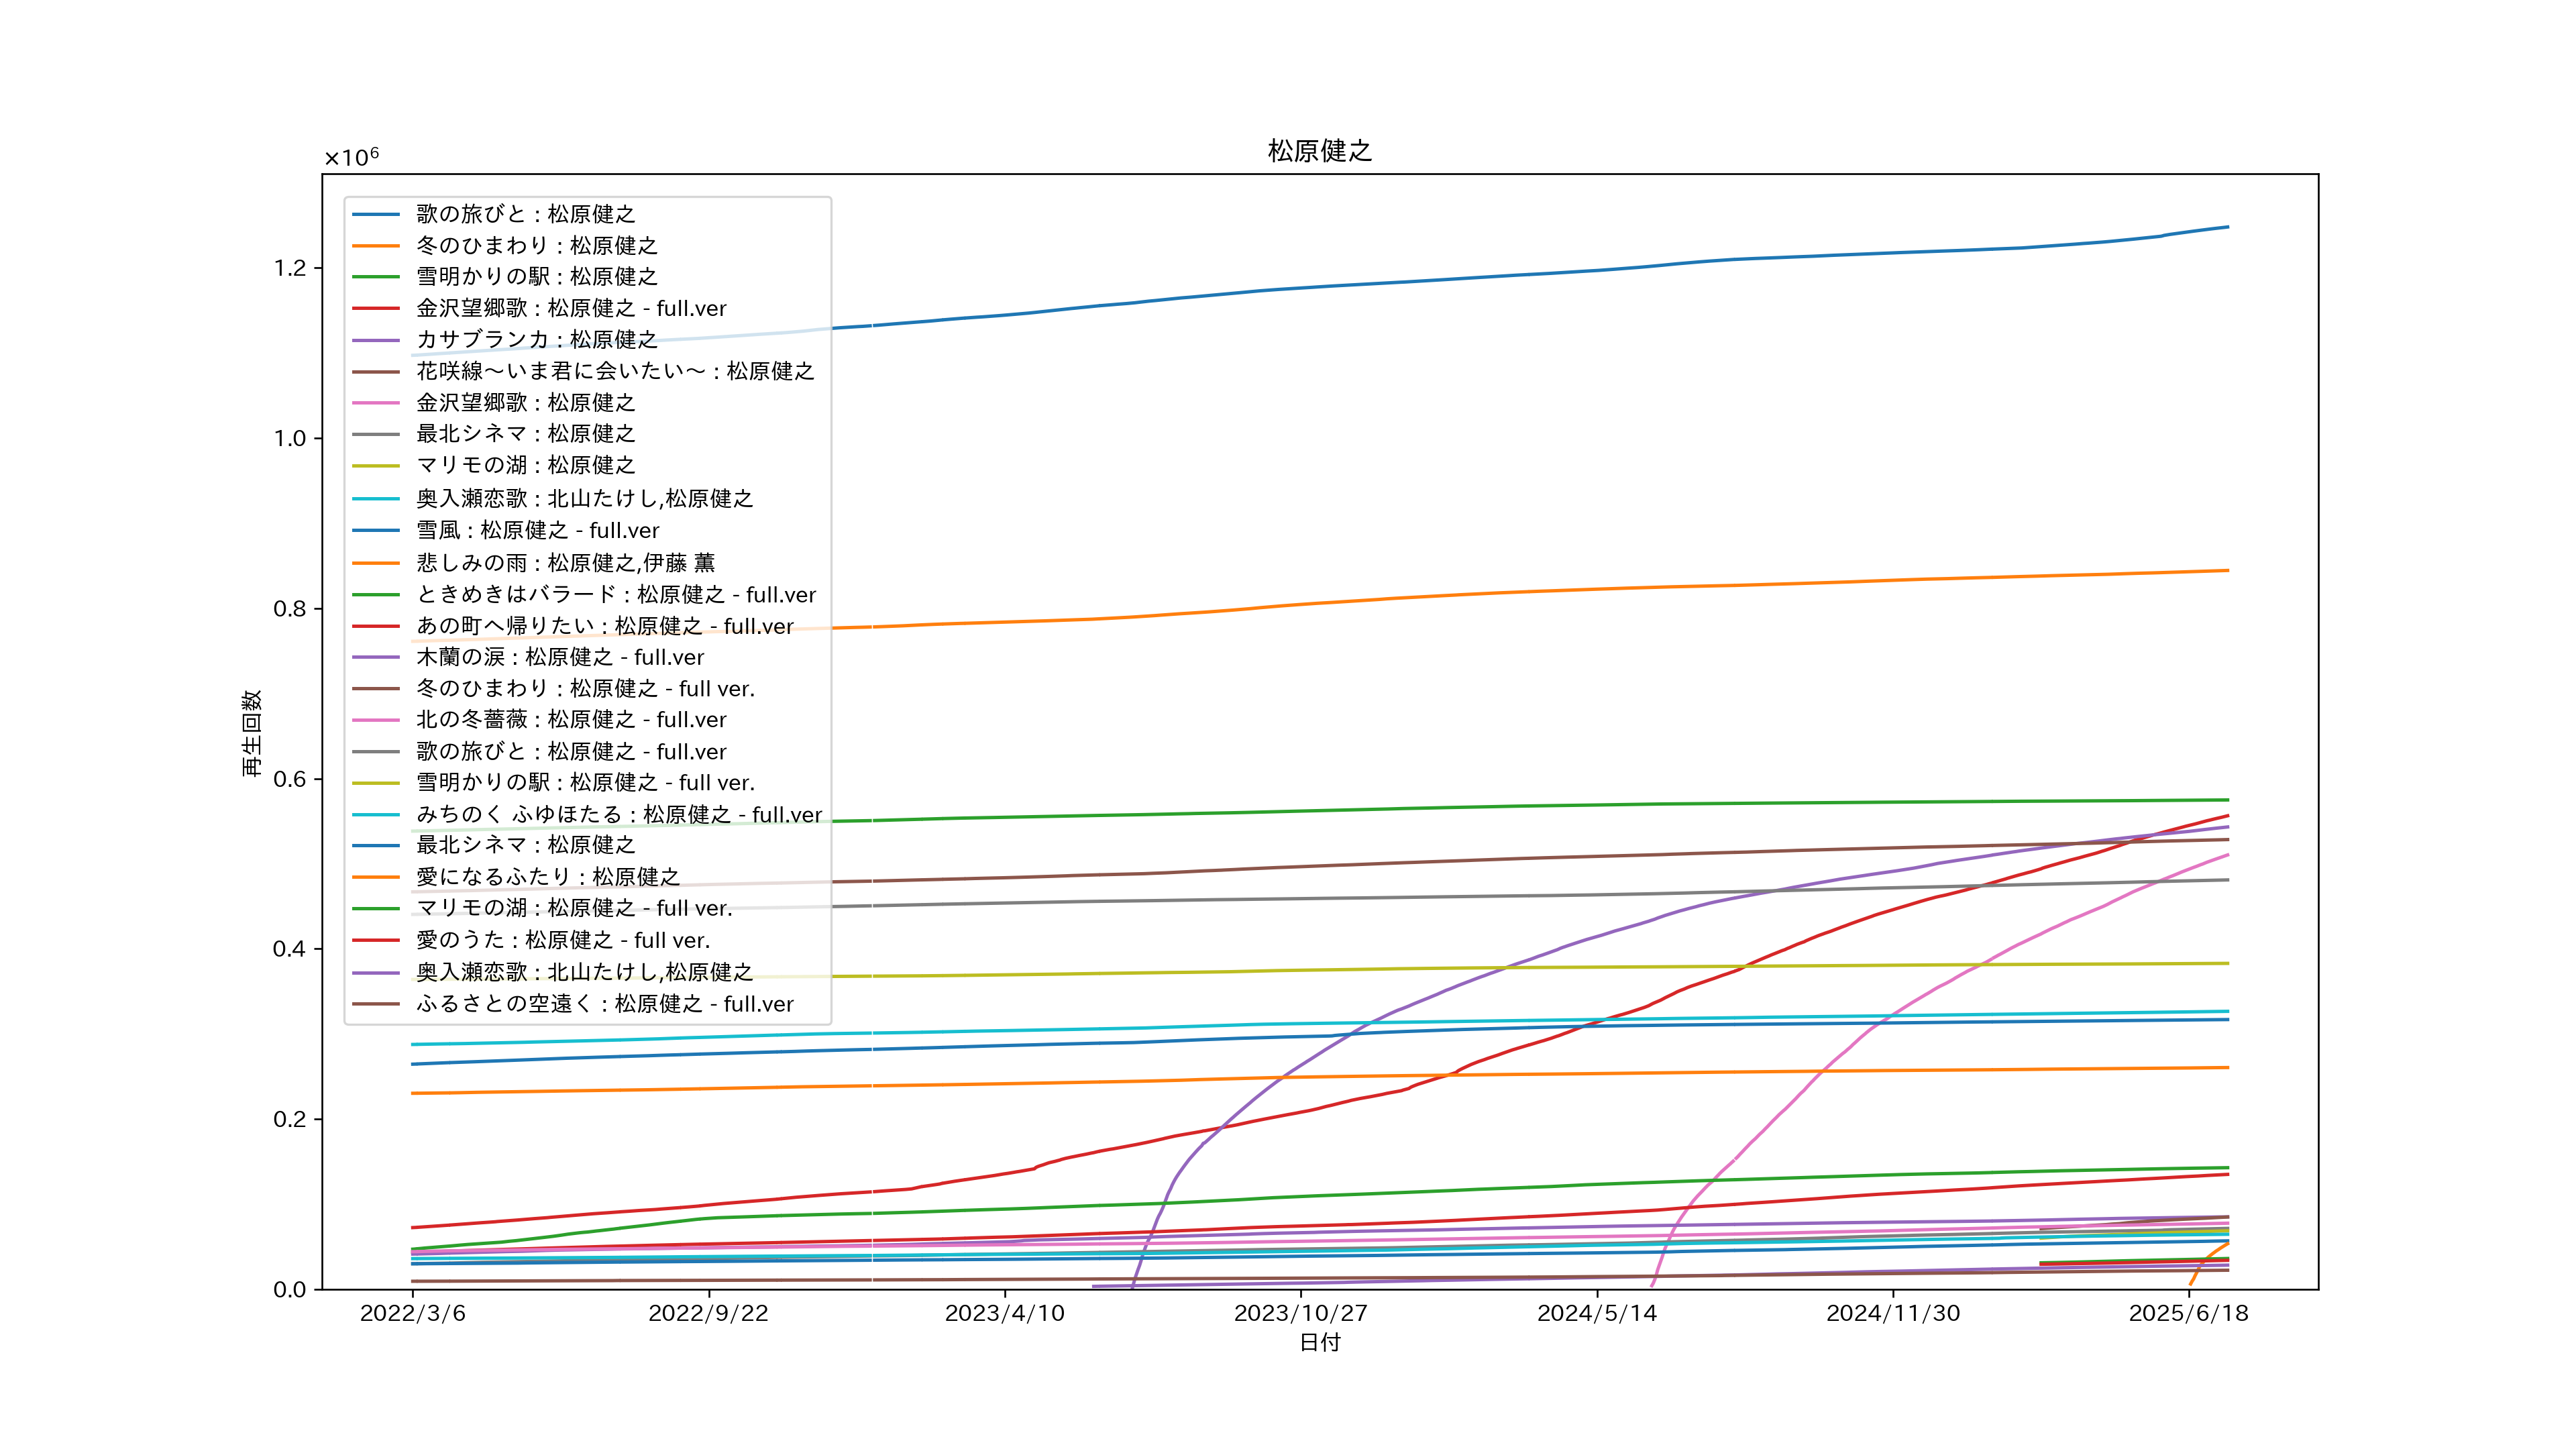 松原健之
×10⁶
歌の旅びと : 松原健之
冬のひまわり : 松原健之
雪明かりの駅 : 松原健之
金沢望郷歌 : 松原健之 - full.ver
カサブランカ : 松原健之
花咲線〜いま君に会いたい〜 : 松原健之
金沢望郷歌 : 松原健之
最北シネマ : 松原健之
マリモの湖 : 松原健之
奥入瀬恋歌 : 北山たけし,松原健之
雪風 : 松原健之 - full.ver
悲しみの雨 : 松原健之,伊藤 薫
ときめきはバラード : 松原健之 - full.ver
あの町へ帰りたい : 松原健之 - full.ver
木蘭の涙 : 松原健之 - full.ver
冬のひまわり : 松原健之 - full ver.
北の冬薔薇 : 松原健之 - full.ver
歌の旅びと : 松原健之 - full.ver
雪明かりの駅 : 松原健之 - full ver.
みちのく ふゆほたる : 松原健之 - full.ver
最北シネマ : 松原健之
愛になるふたり : 松原健之
マリモの湖 : 松原健之 - full ver.
愛のうた : 松原健之 - full ver.
奥入瀬恋歌 : 北山たけし,松原健之
ふるさとの空遠く : 松原健之 - full.ver
1.2
1.0
0.8
0.6
0.4
0.2
0.0
再生回数
2022/3/6
2022/9/22
2023/4/10
2023/10/27
2024/5/14
2024/11/30
2025/6/18
日付